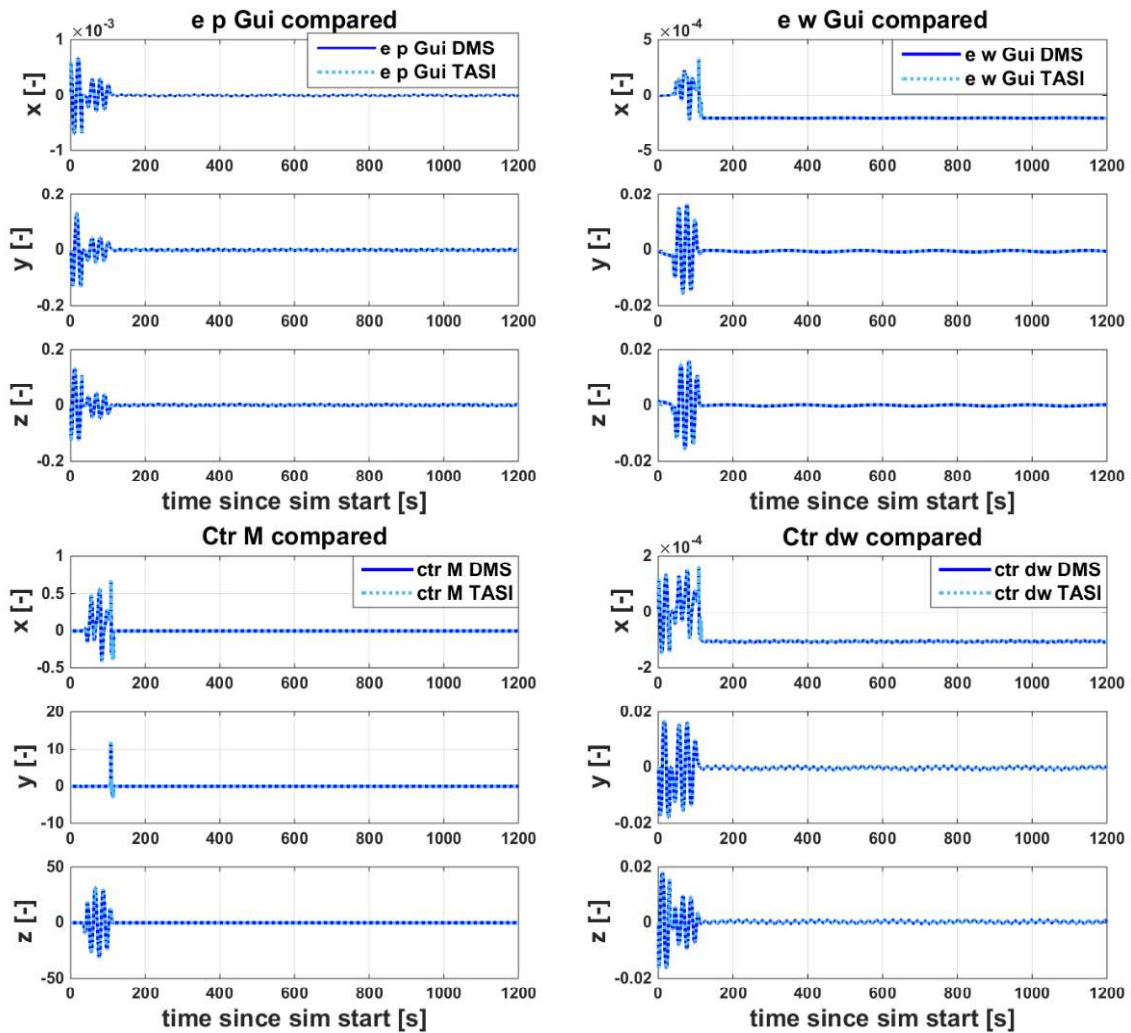 e p Gui compared
×10⁻³
1
0
-1
x [-]
e p Gui DMS
e p Gui TASI
0 200 400 600 800 1000 1200
0.2
0
-0.2
y [-]
0 200 400 600 800 1000 1200
0.2
0
-0.2
z [-]
0 200 400 600 800 1000 1200
time since sim start [s]
e w Gui compared
×10⁻⁴
5
0
-5
x [-]
e w Gui DMS
e w Gui TASI
0 200 400 600 800 1000 1200
0.02
0
-0.02
y [-]
0 200 400 600 800 1000 1200
0.02
0
-0.02
z [-]
0 200 400 600 800 1000 1200
time since sim start [s]
Ctr M compared
1
0.5
0
-0.5
x [-]
ctr M DMS
ctr M TASI
0 200 400 600 800 1000 1200
20
10
0
-10
y [-]
0 200 400 600 800 1000 1200
50
0
-50
z [-]
0 200 400 600 800 1000 1200
time since sim start [s]
Ctr dw compared
×10⁻⁴
2
0
-2
x [-]
ctr dw DMS
ctr dw TASI
0 200 400 600 800 1000 1200
0.02
0
-0.02
y [-]
0 200 400 600 800 1000 1200
0.02
0
-0.02
z [-]
0 200 400 600 800 1000 1200
time since sim start [s]